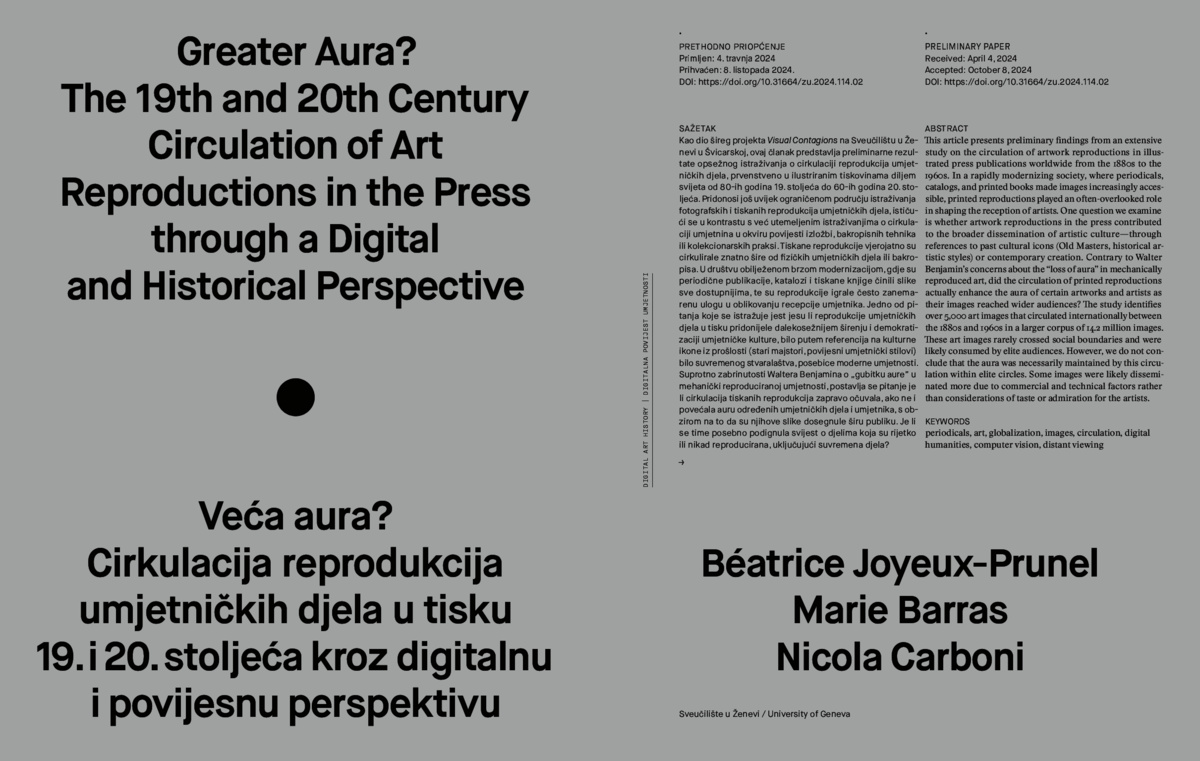 Greater Aura?
The 19th and 20th Century
Circulation of Art
Reproductions in the Press
through a Digital
and Historical Perspective
Veća aura?
Cirkulacija reprodukcija
umjetničkih djela u tisku
19. i 20. stoljeća kroz digitalnu
i povijesnu perspektivu
DIGITAL ART HISTORY | DIGITALNA POVIJEST UMJETNOSTI
PRETHODNO PRIOPĆENJE
Primljen: 4. travnja 2024
Prihvaćen: 8. listopada 2024.
DOI: https://doi.org/10.31664/zu.2024.114.02
SAŽETAK
Kao dio šireg projekta Visual Contagions na Sveučilištu u Že-
nevi u Švicarskoj, ovaj članak predstavlja preliminarne rezul-
tate opsežnog istraživanja o cirkulaciji reprodukcija umjet-
ničkih djela, prvenstveno u ilustriranim tiskovinama diljem
svijeta od 80-ih godina 19. stoljeća do 60-ih godina 20. sto-
ljeća. Pridonosi još uvijek ograničenom području istraživanja
fotografskih i tiskanih reprodukcija umjetničkih djela, ističu-
ći se u kontrastu s već utemeljenim istraživanjima o cirkula-
ciji umjetnina u okviru povijesti izložbi, bakropisnih tehnika
ili kolekcionarskih praksi. Tiskane reprodukcije vjerojatno su
cirkulirale znatno šire od fizičkih umjetničkih djela ili bakro-
pisa. U društvu obilježenom brzom modernizacijom, gdje su
periodične publikacije, katalozi i tiskane knjige činili slike
sve dostupnijima, te su reprodukcije igrale često zanema-
renu ulogu u oblikovanju recepcije umjetnika. Jedno od pi-
tanja koje se istražuje jest jesu li reprodukcije umjetničkih
djela u tisku pridonijele dalekosežnijem širenju i demokrati-
zaciji umjetničke kulture, bilo putem referencija na kulturne
ikone iz prošlosti (stari majstori, povijesni umjetnički stilovi)
bilo suvremenog stvaralaštva, posebice moderne umjetnosti.
Suprotno zabrinutosti Waltera Benjamina o „gubitku aure” u
mehanički reproduciranoj umjetnosti, postavlja se pitanje je
li cirkulacija tiskanih reprodukcija zapravo očuvala, ako ne i
povećala auru određenih umjetničkih djela i umjetnika, s ob-
zirom na to da su njihove slike dosegnule širu publiku. Je li
se time posebno podignula svijest o djelima koja su rijetko
ili nikad reproducirana, uključujući suvremena djela?
→
PRELIMINARY PAPER
Received: April 4, 2024
Accepted: October 8, 2024
DOI: https://doi.org/10.31664/zu.2024.114.02
ABSTRACT
This article presents preliminary findings from an extensive
study on the circulation of artwork reproductions in illus-
trated press publications worldwide from the 1880s to the
1960s. In a rapidly modernizing society, where periodicals,
catalogs, and printed books made images increasingly acces-
sible, printed reproductions played an often-overlooked role
in shaping the reception of artists. One question we examine
is whether artwork reproductions in the press contributed
to the broader dissemination of artistic culture—through
references to past cultural icons (Old Masters, historical ar-
tistic styles) or contemporary creation. Contrary to Walter
Benjamin's concerns about the “loss of aura” in mechanically
reproduced art, did the circulation of printed reproductions
actually enhance the aura of certain artworks and artists as
their images reached wider audiences? The study identifies
over 5,000 art images that circulated internationally between
the 1880s and 1960s in a larger corpus of 14.2 million images.
These art images rarely crossed social boundaries and were
likely consumed by elite audiences. However, we do not con-
clude that the aura was necessarily maintained by this circu-
lation within elite circles. Some images were likely dissemi-
nated more due to commercial and technical factors rather
than considerations of taste or admiration for the artists.
KEYWORDS
periodicals, art, globalization, images, circulation, digital
humanities, computer vision, distant viewing
Béatrice Joyeux-Prunel
Marie Barras
Nicola Carboni
Sveučilište u Ženevi / University of Geneva